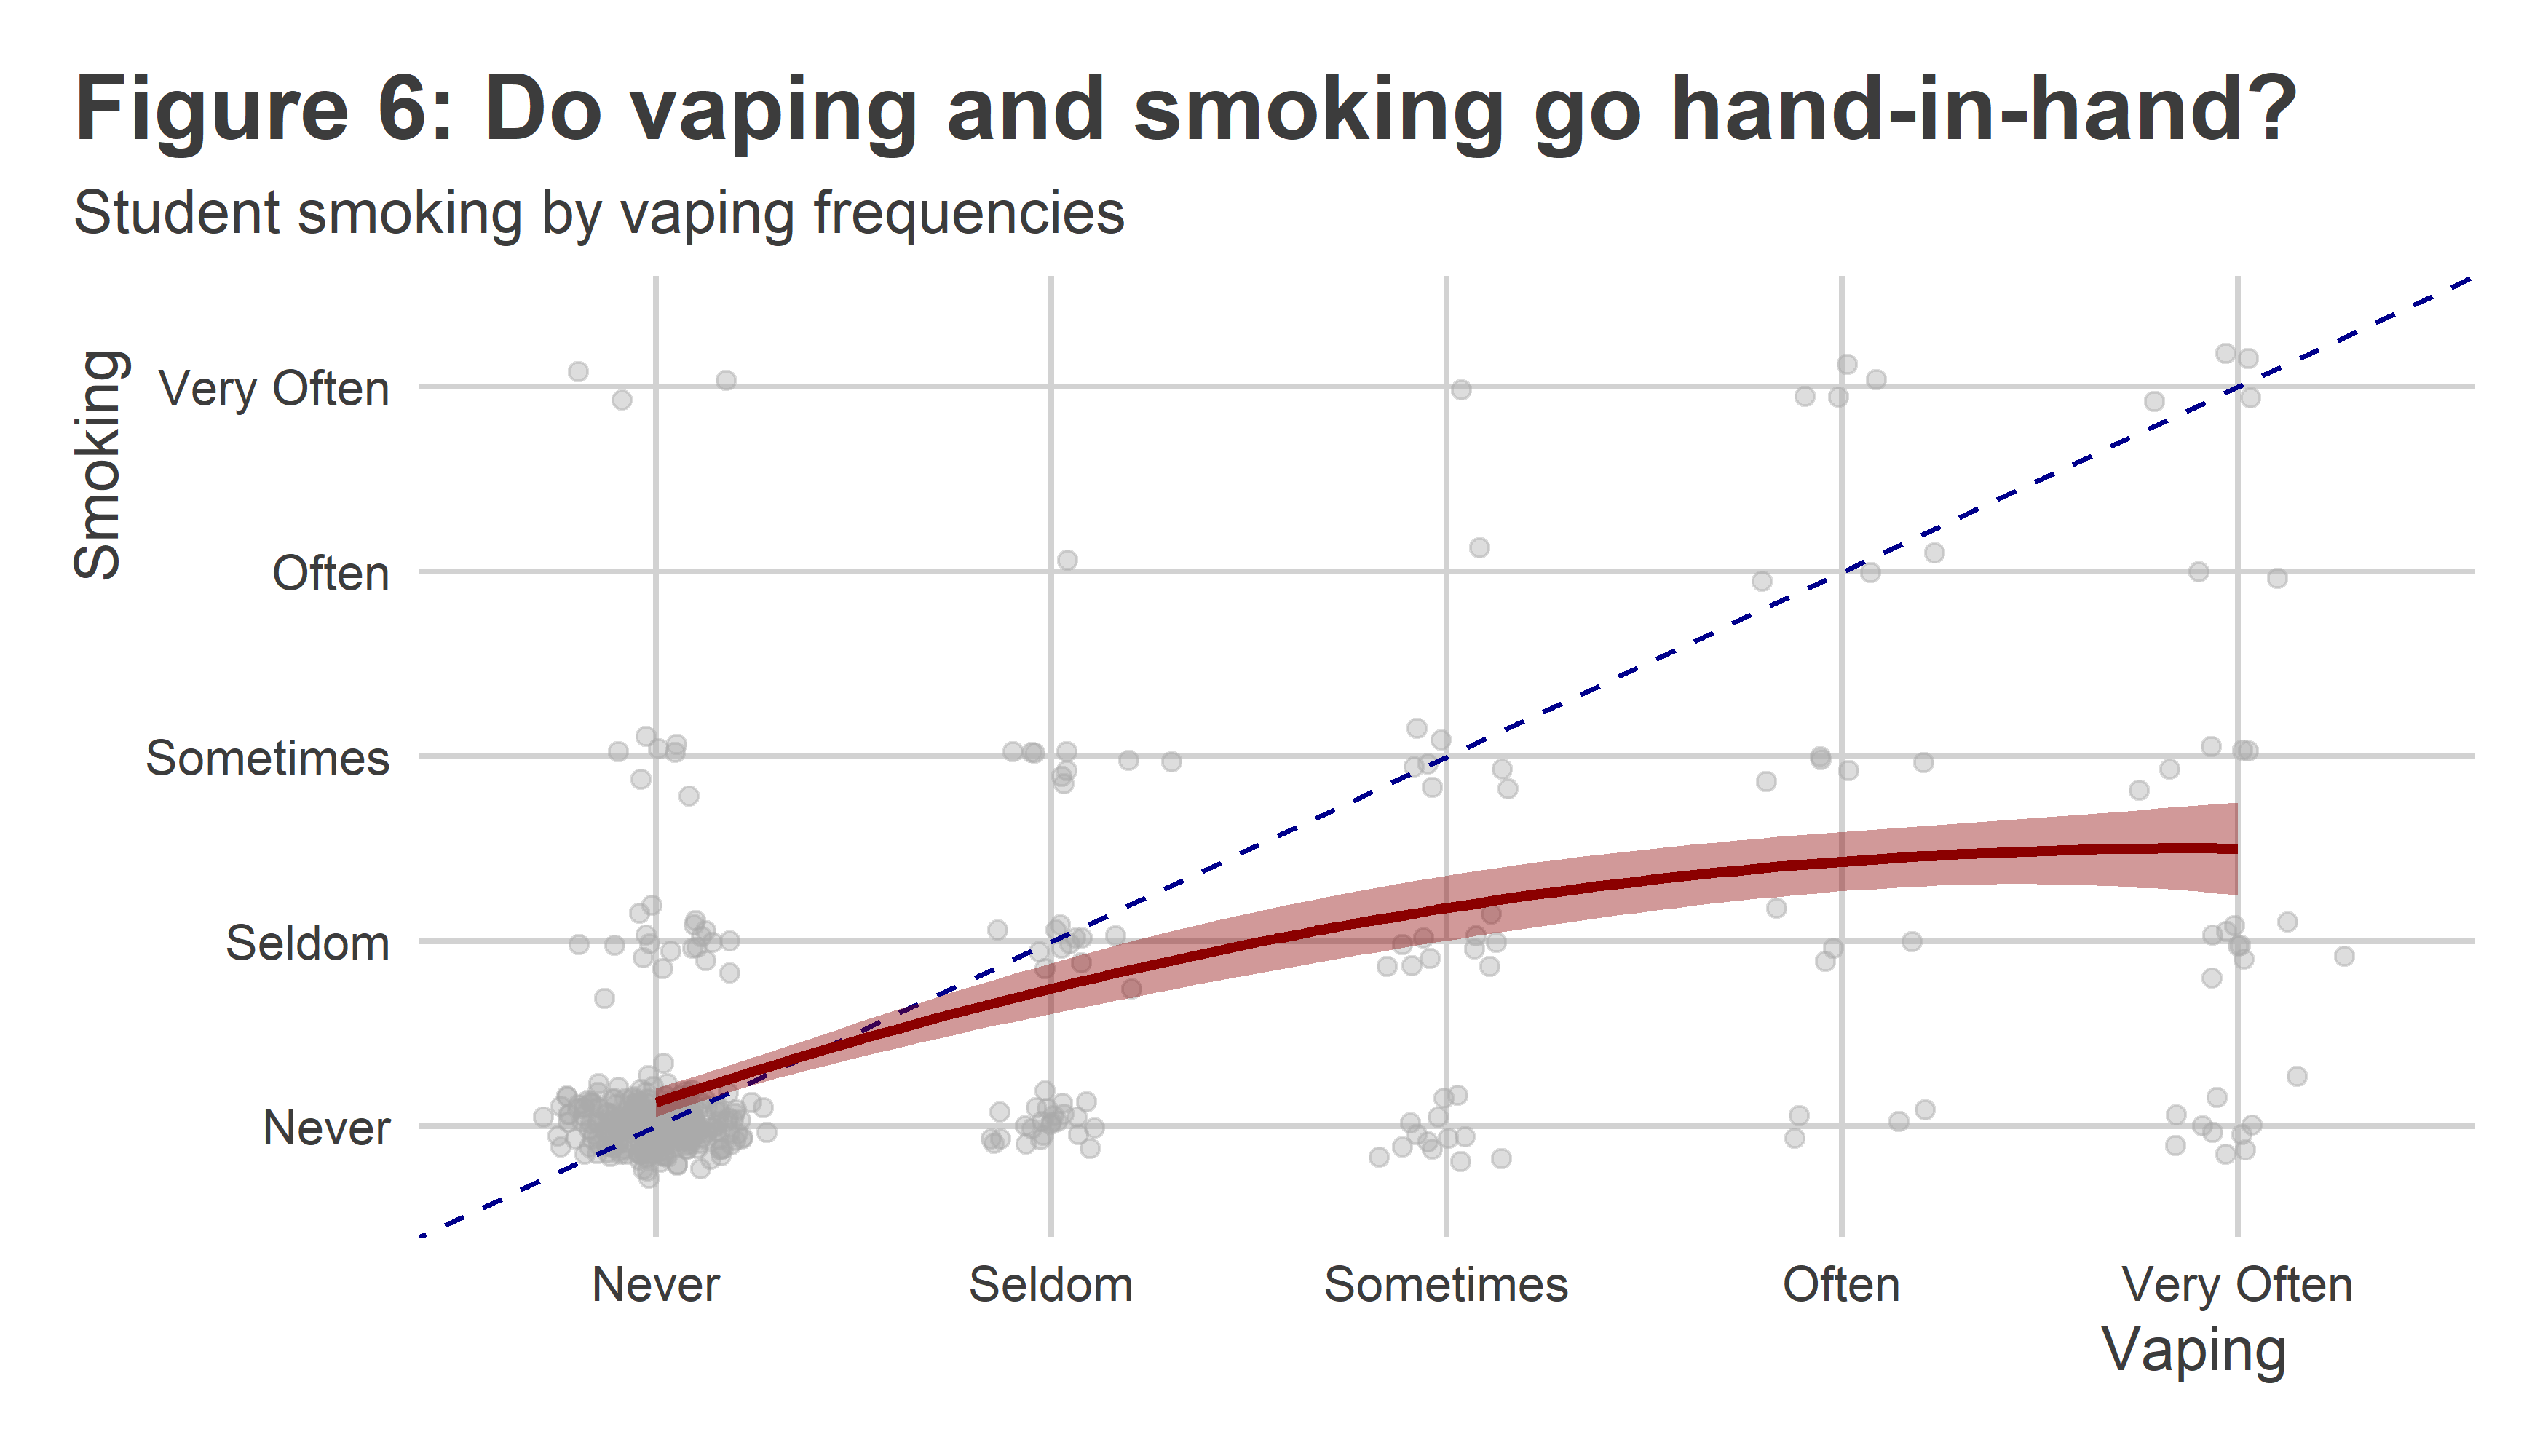 Figure 6: Do vaping and smoking go hand-in-hand?
Student smoking by vaping frequencies
Smoking
Very Often
Often
Sometimes
Seldom
Never
Never Seldom Sometimes Often Very Often
Vaping